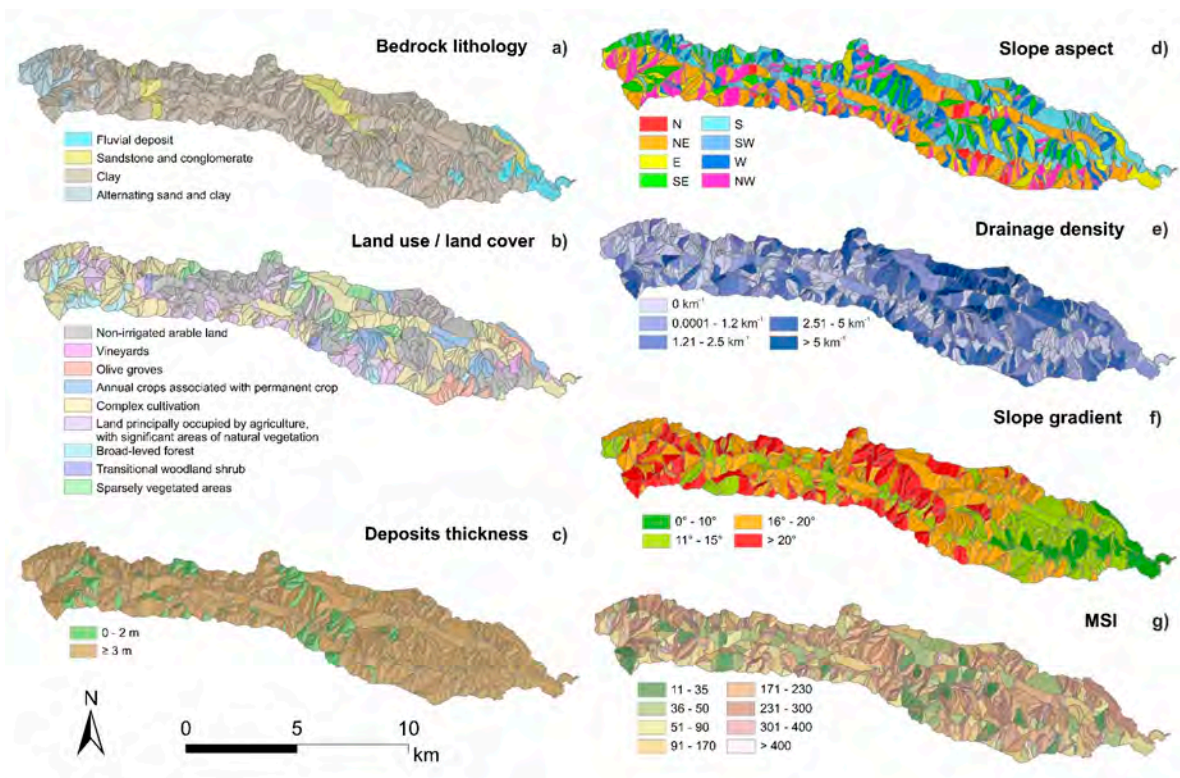 Bedrock lithology a)
Fluvial deposit
Sandstone and conglomerate
Clay
Alternating sand and clay
Land use / land cover b)
Non-irrigated arable land
Vineyards
Olive groves
Annual crops associated with permanent crop
Complex cultivation
Land principally occupied by agriculture,
with significant areas of natural vegetation
Broad-leved forest
Transitional woodland shrub
Sparsely vegetated areas
Deposits thickness c)
0 - 2 m
≥ 3 m
N
0 5 10
km
Slope aspect d)
N S
NE SW
E W
SE NW
Drainage density e)
0 km⁻¹
0.0001 - 1.2 km⁻¹ 2.51 - 5 km⁻¹
1.21 - 2.5 km⁻¹ > 5 km⁻¹
Slope gradient f)
0° - 10° 16° - 20°
11° - 15° > 20°
MSI g)
11 - 35 171 - 230
36 - 50 231 - 300
51 - 90 301 - 400
91 - 170 > 400